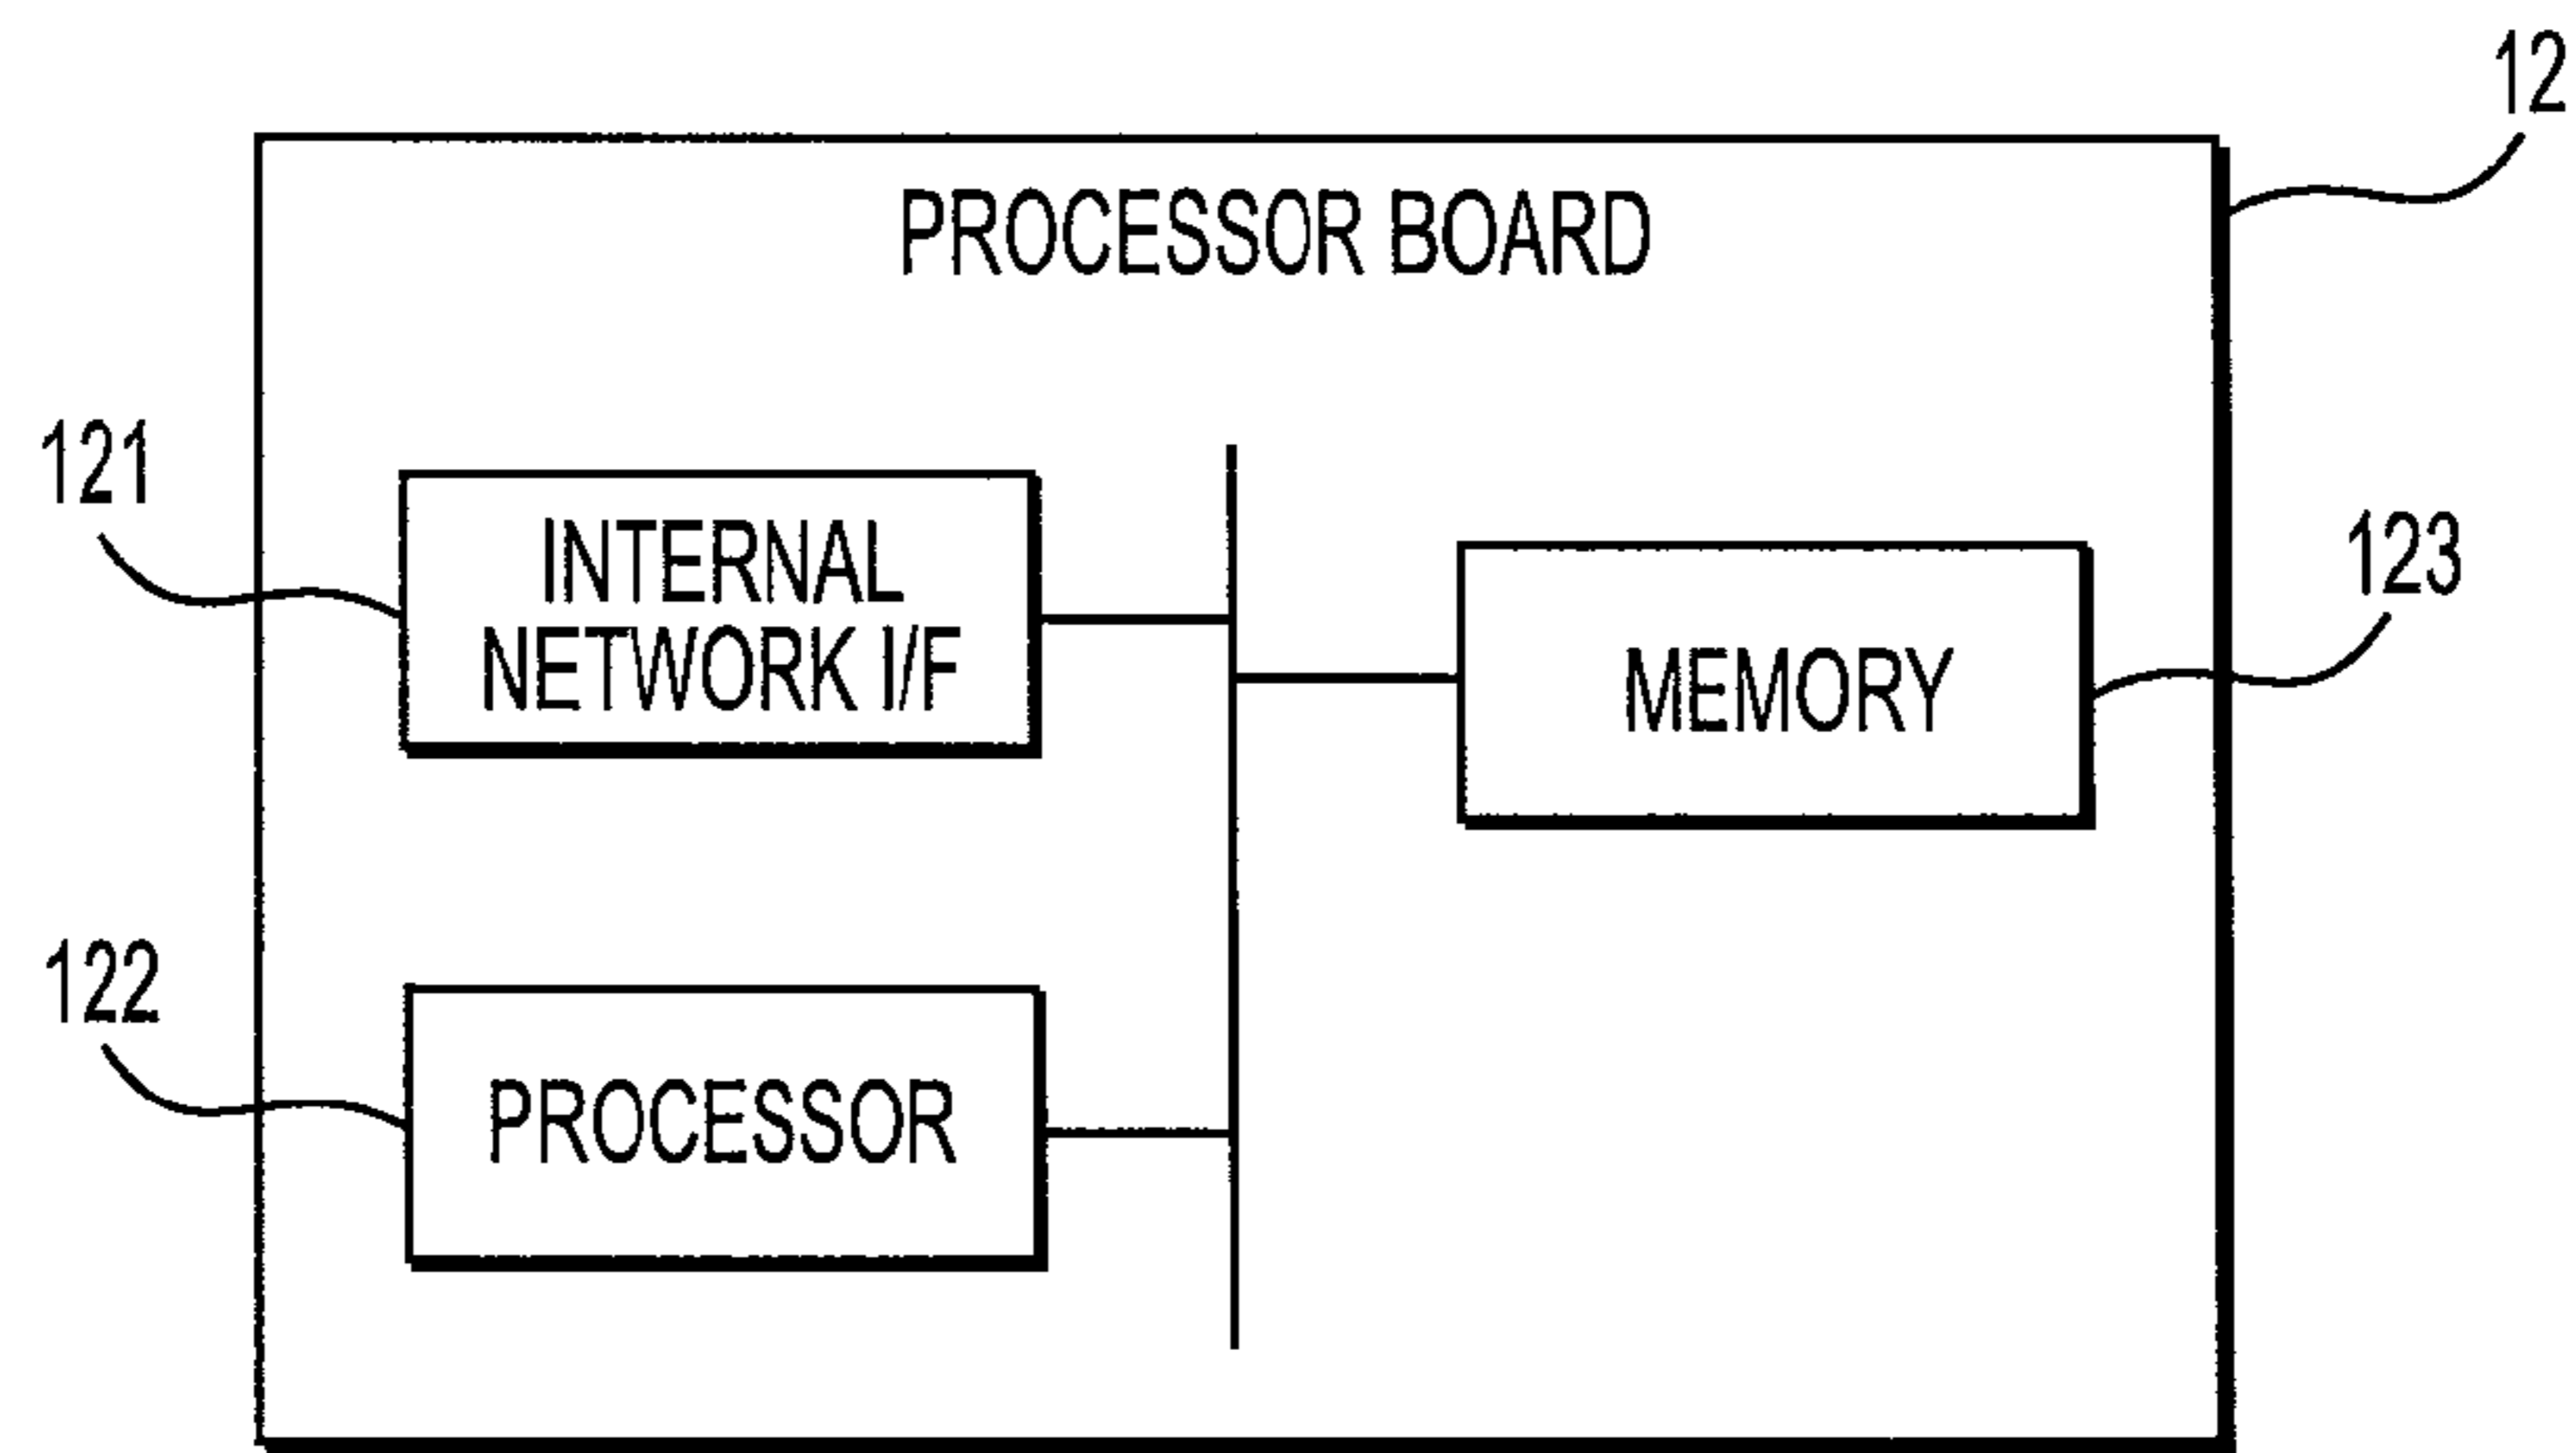 12
PROCESSOR BOARD
121
INTERNAL
NETWORK I/F
123
MEMORY
122
PROCESSOR